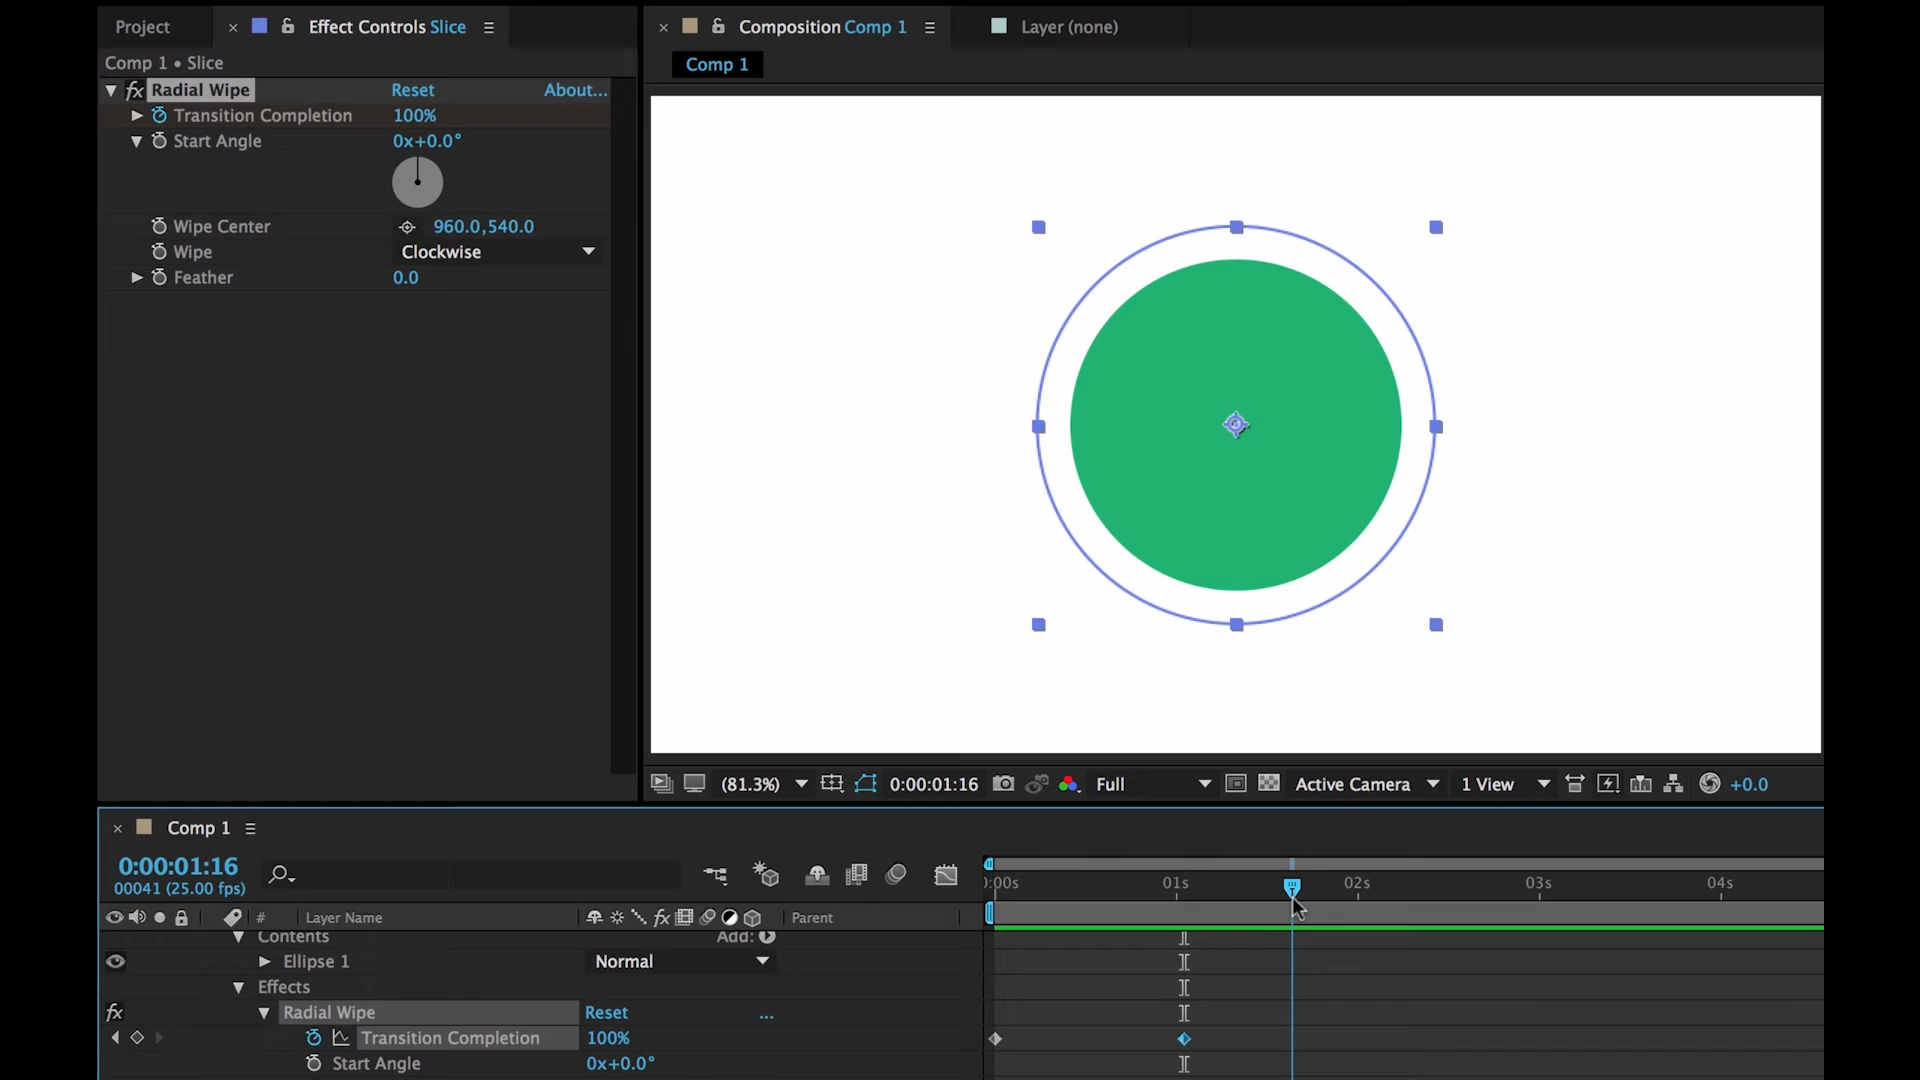 Project
Effect Controls Slice
Composition Comp 1
Layer (none)
Comp 1 • Slice
Comp 1
fx Radial Wipe Reset About...
Transition Completion 100%
Start Angle 0x+0.0°
Wipe Center 960.0,540.0
Wipe Clockwise
Feather 0.0
(81.3%) 0:00:01:16 Full Active Camera 1 View +0.0
Comp 1
0:00:01:16
00041 (25.00 fps)
:00s 01s 02s 03s 04s
# Layer Name fx Parent
Contents Add:
Ellipse 1 Normal
Effects
fx Radial Wipe Reset ...
Transition Completion 100%
Start Angle 0x+0.0°